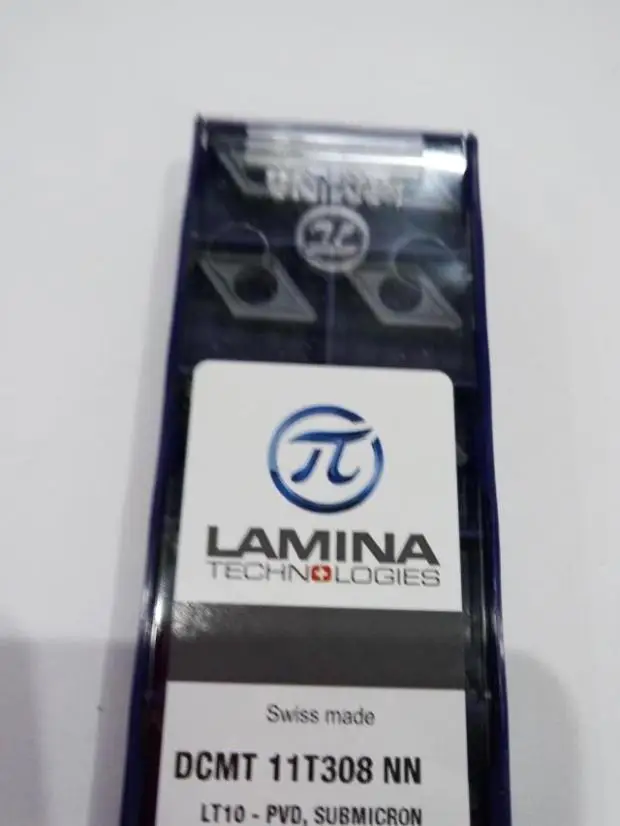 π
LAMINA
TECHNOLOGIES
Swiss made
DCMT 11T308 NN
LT10 - PVD, SUBMICRON